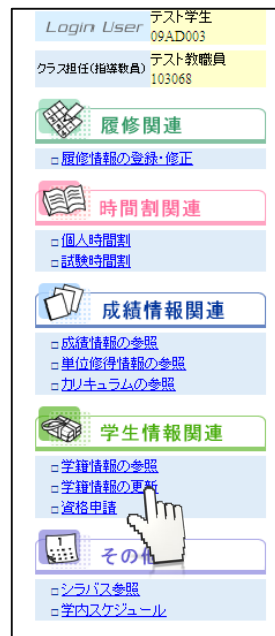 Login User
テスト学生
09AD003
クラス担任(指導教員)
テスト教職員
103068
履修関連
□履修情報の登録・修正
時間割関連
□個人時間割
□試験時間割
成績情報関連
□成績情報の参照
□単位修得情報の参照
□カリキュラムの参照
学生情報関連
□学籍情報の参照
□学籍情報の更新
□資格申請
その他
□シラバス参照
□学内スケジュール